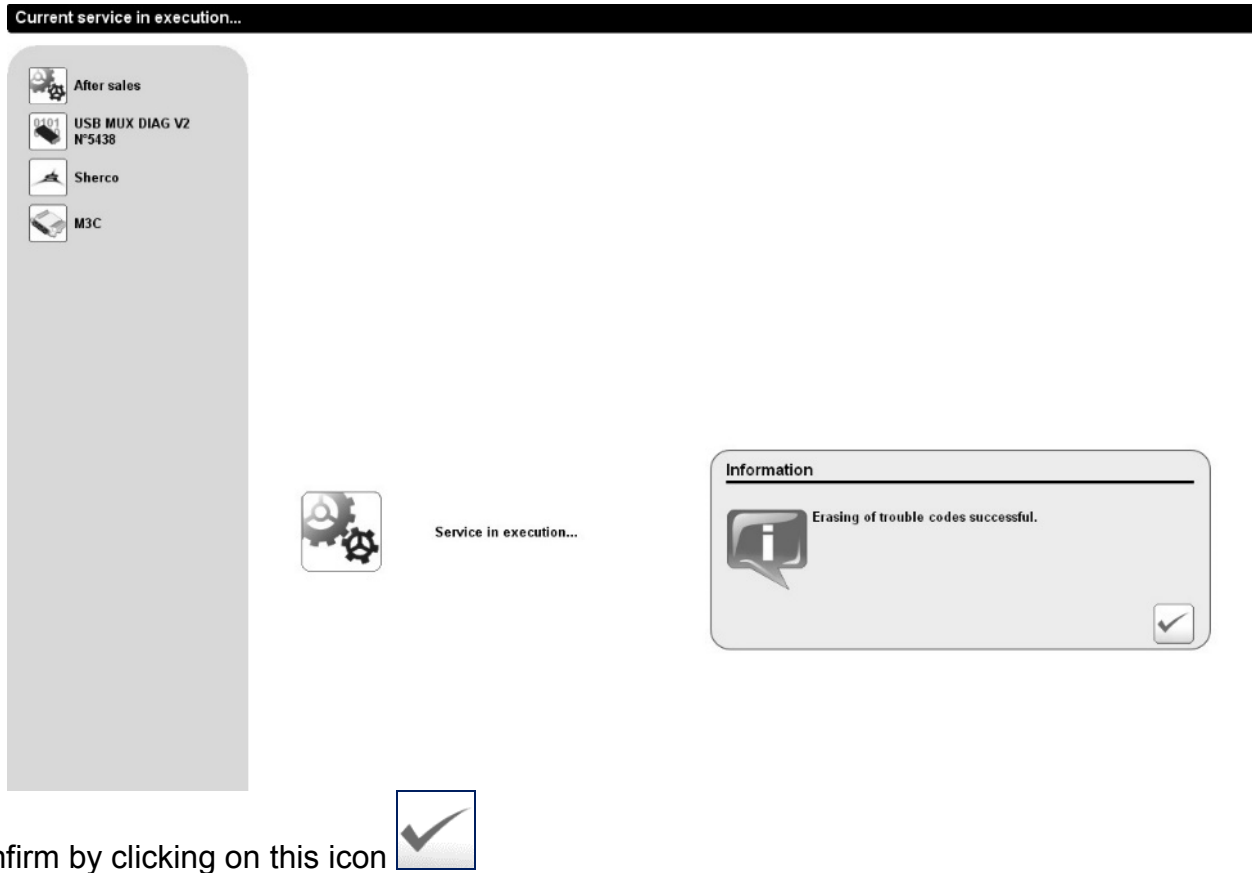 Current service in execution...
After sales
USB MUX DIAG V2
N°5438
Sherco
M3C
Information
Erasing of trouble codes successful.
Service in execution...
nfirm by clicking on this icon